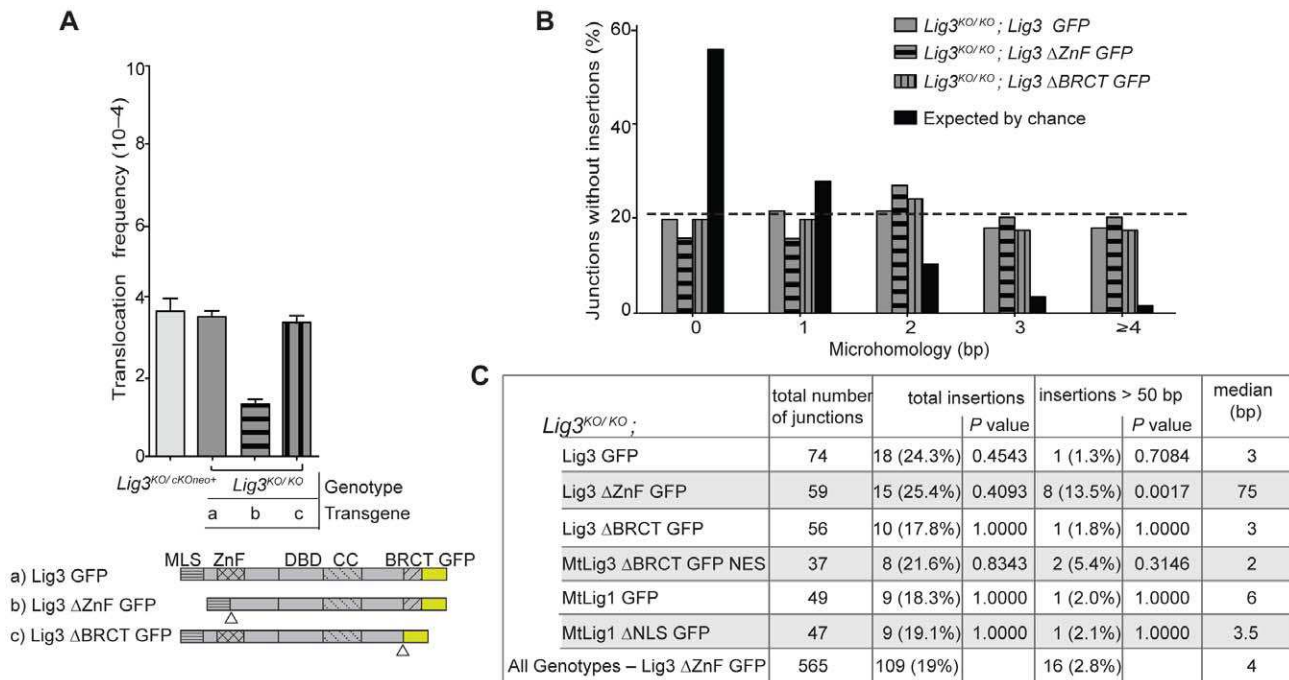 A
Translocation frequency (10–4)
10
8
6
4
2
0
Lig3KO/cKOneo+
Lig3KO/KO
Genotype
a b c Transgene
MLS ZnF DBD CC BRCT GFP
a) Lig3 GFP
b) Lig3 ΔZnF GFP
c) Lig3 ΔBRCT GFP
B
Junctions without insertions (%)
60
40
20
0
Lig3KO/KO; Lig3 GFP
Lig3KO/KO; Lig3 ΔZnF GFP
Lig3KO/KO; Lig3 ΔBRCT GFP
Expected by chance
0 1 2 3 ≥4
Microhomology (bp)
C
Lig3KO/KO;
total number of junctions
total insertions
P value
insertions > 50 bp
P value
median (bp)
Lig3 GFP 74 18 (24.3%) 0.4543 1 (1.3%) 0.7084 3
Lig3 ΔZnF GFP 59 15 (25.4%) 0.4093 8 (13.5%) 0.0017 75
Lig3 ΔBRCT GFP 56 10 (17.8%) 1.0000 1 (1.8%) 1.0000 3
MtLig3 ΔBRCT GFP NES 37 8 (21.6%) 0.8343 2 (5.4%) 0.3146 2
MtLig1 GFP 49 9 (18.3%) 1.0000 1 (2.0%) 1.0000 6
MtLig1 ΔNLS GFP 47 9 (19.1%) 1.0000 1 (2.1%) 1.0000 3.5
All Genotypes – Lig3 ΔZnF GFP 565 109 (19%) 16 (2.8%) 4